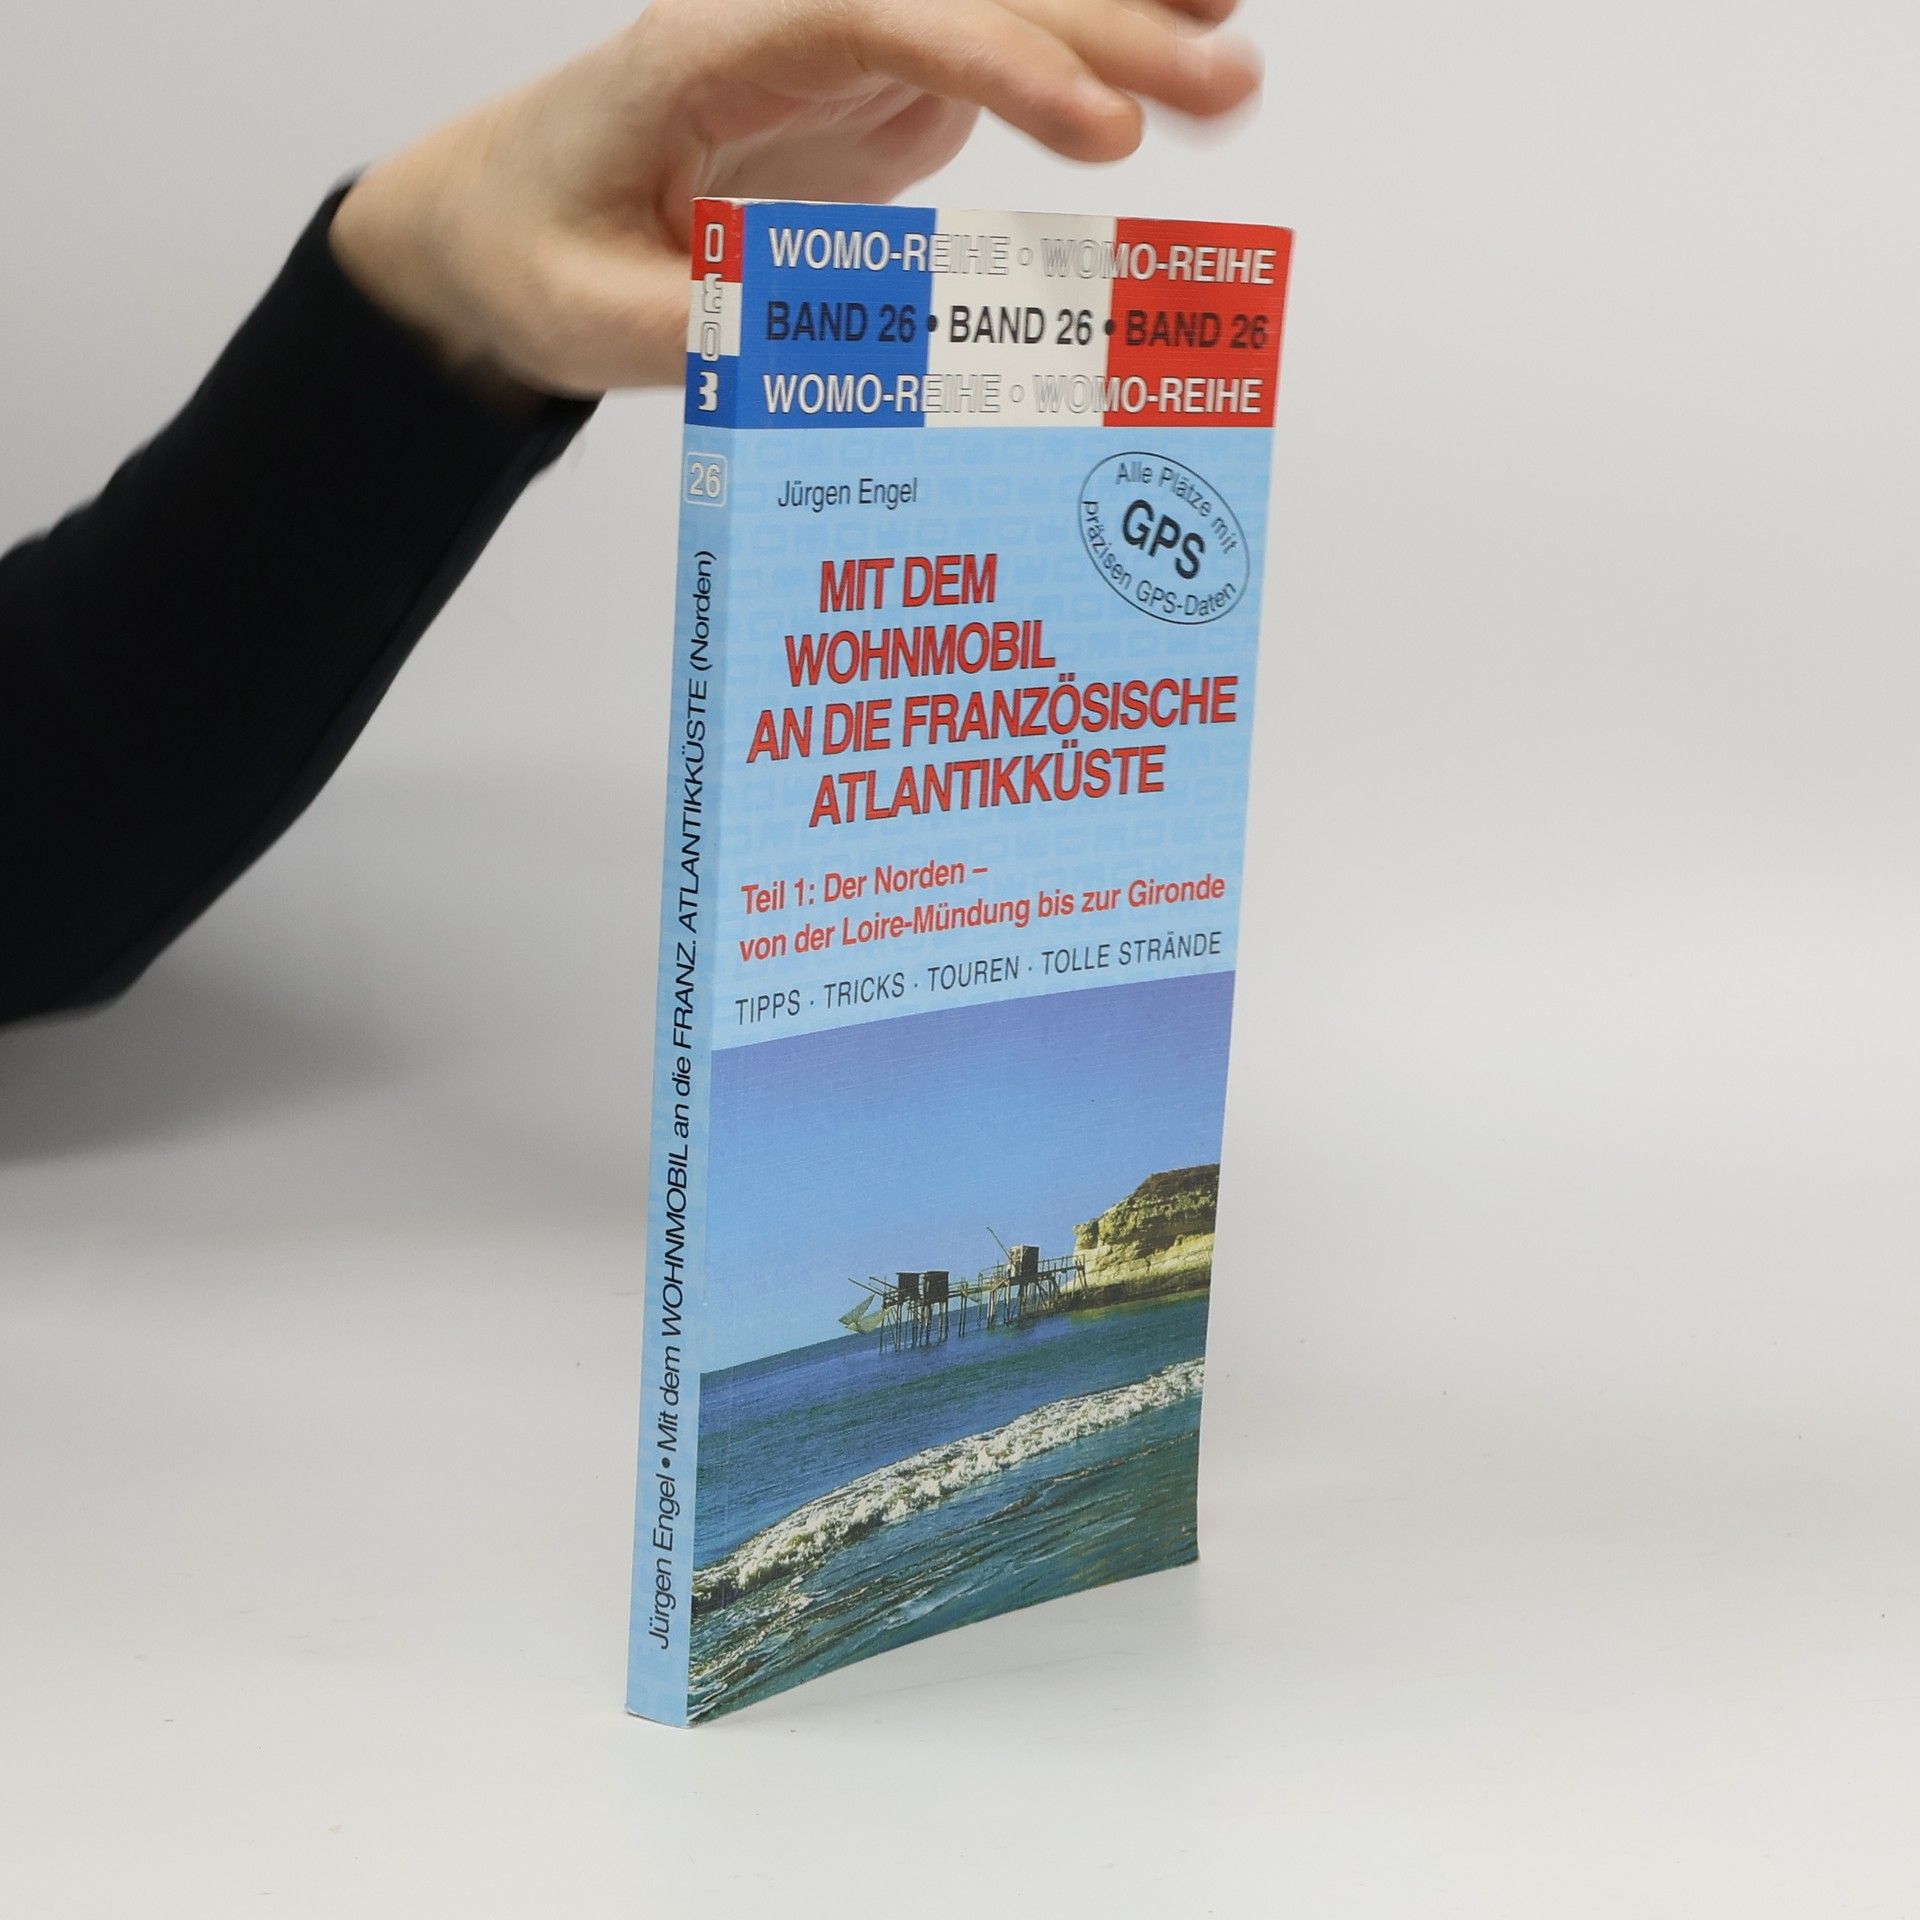 WOMO-REIHE • WOMO-REIHE
BAND 26 • BAND 26 • BAND 26
WOMO-REIHE • WOMO-REIHE
Jürgen Engel
Alle Plätze mit
GPS
präzisen GPS-Daten
MIT DEM
WOHNMOBIL
AN DIE FRANZÖSISCHE
ATLANTIKKÜSTE
Teil 1: Der Norden –
von der Loire-Mündung bis zur Gironde
TIPPS · TRICKS · TOUREN · TOLLE STRÄNDE
26
Jürgen Engel • Mit dem WOHNMOBIL an die FRANZ. ATLANTIKKÜSTE (Norden)